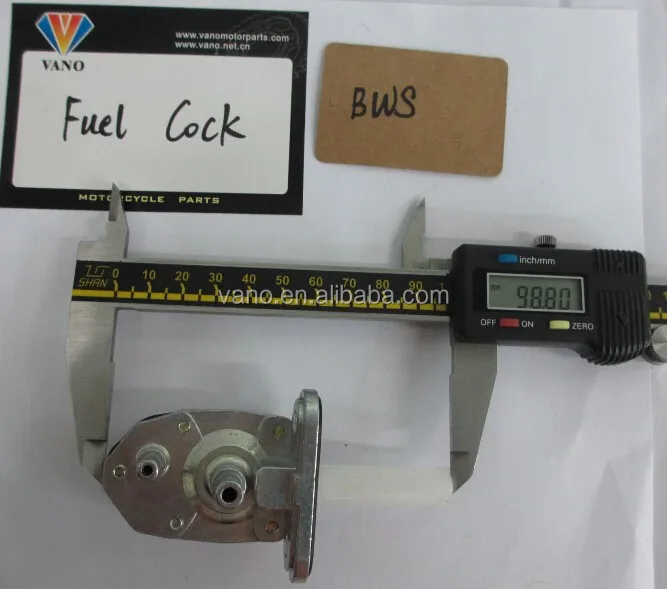 www.vanomotorparts.com
www.vano.net.cn
VANO
Fuel Cock
MOTORCYCLE PARTS
BWS
inch/mm
SHAN 0 10 20 30 40 50 60 70 80 90
98.80
OFF ON ZERO
vano.en.alibaba.com